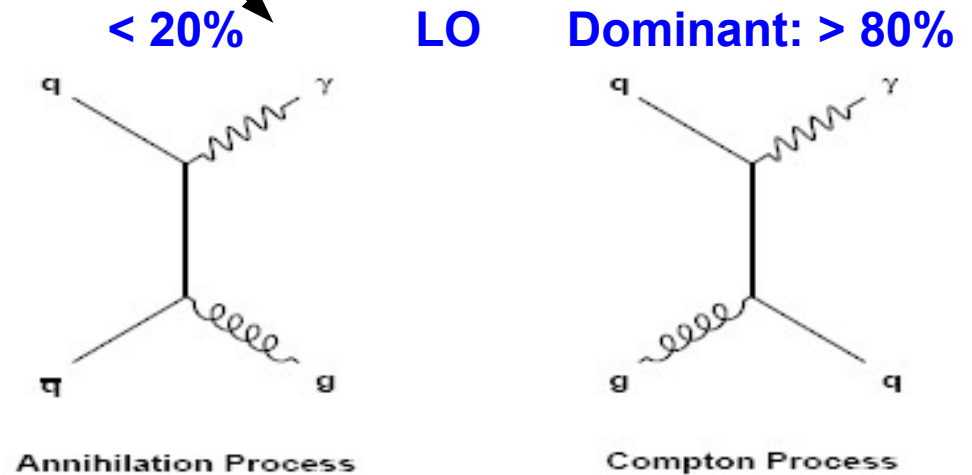 < 20% LO Dominant: > 80%
q γ q γ
q̅ g g q
Annihilation Process Compton Process